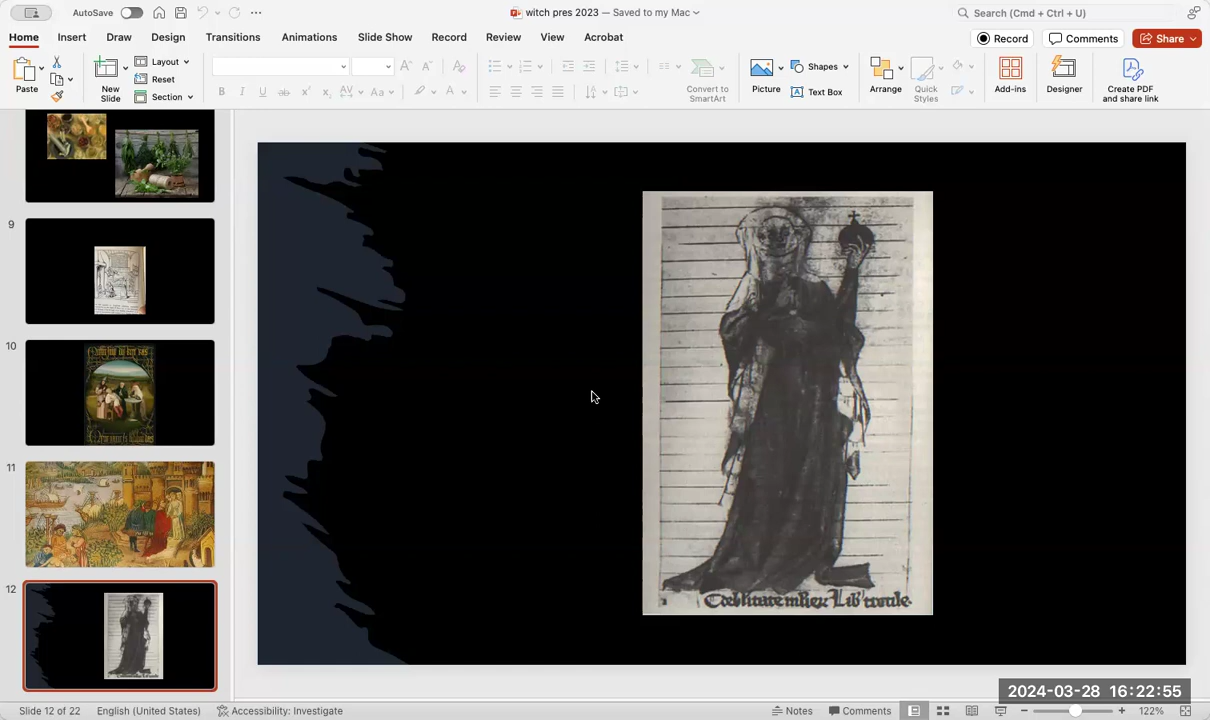 AutoSave
witch pres 2023 — Saved to my Mac
Search (Cmd + Ctrl + U)
Home Insert Draw Design Transitions Animations Slide Show Record Review View Acrobat
Record
Comments
Share
Paste
New Slide
Layout
Reset
Section
Convert to SmartArt
Picture
Shapes
Text Box
Arrange
Quick Styles
Add-ins
Designer
Create PDF and share link
9
10
11
12
2024-03-28 16:22:55
Slide 12 of 22
English (United States)
Accessibility: Investigate
Notes
Comments
122%